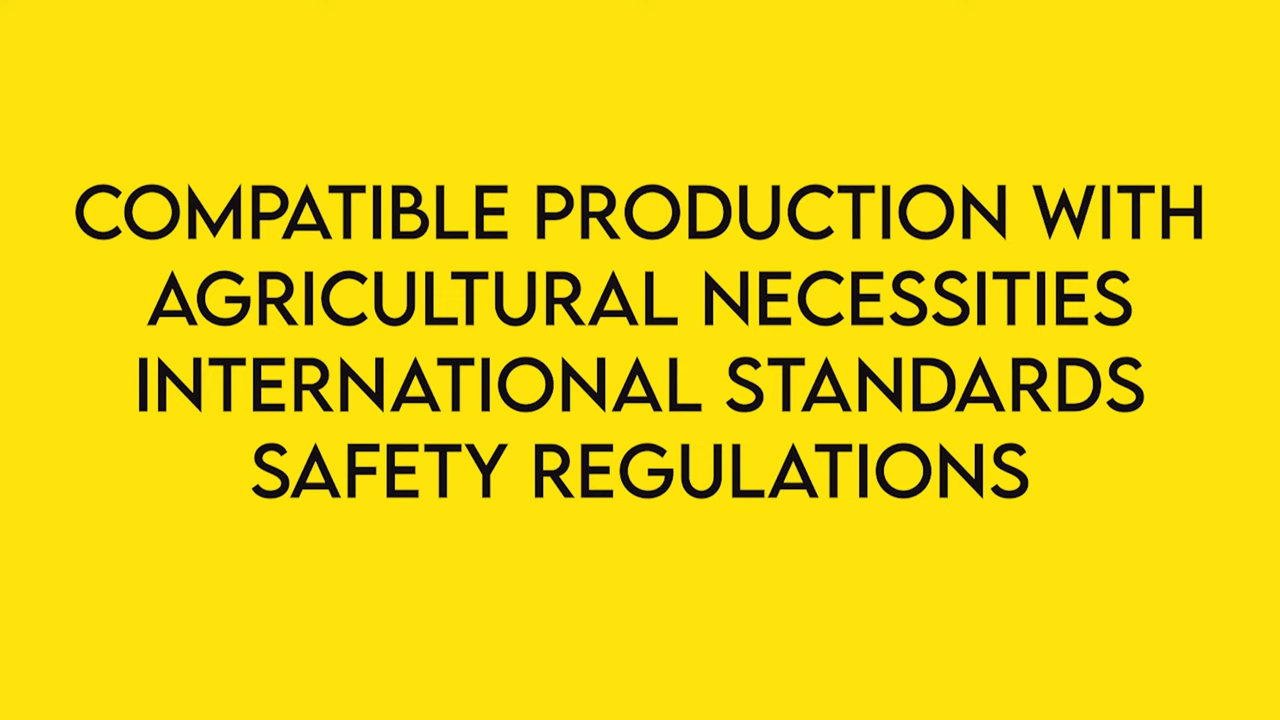 COMPATIBLE PRODUCTION WITH
AGRICULTURAL NECESSITIES
INTERNATIONAL STANDARDS
SAFETY REGULATIONS